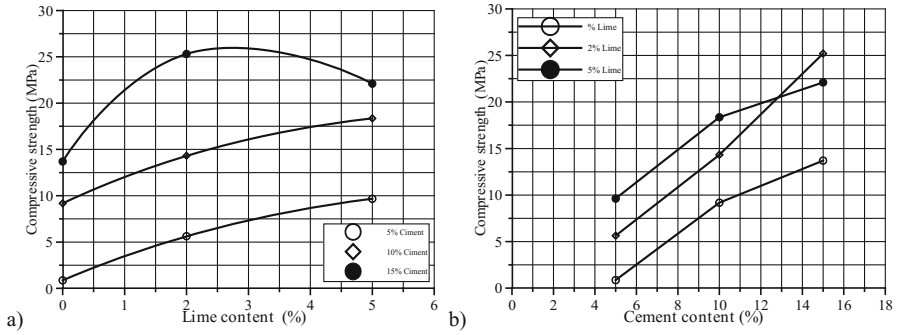 30
25
20
15
10
5
0
Compressive strength (MPa)
5% Ciment
10% Ciment
15% Ciment
0 1 2 3 4 5 6
Lime content (%)
a)
30
25
20
15
10
5
0
Compressive strength (MPa)
% Lime
2% Lime
5% Lime
0 2 4 6 8 10 12 14 16 18
Cement content (%)
b)